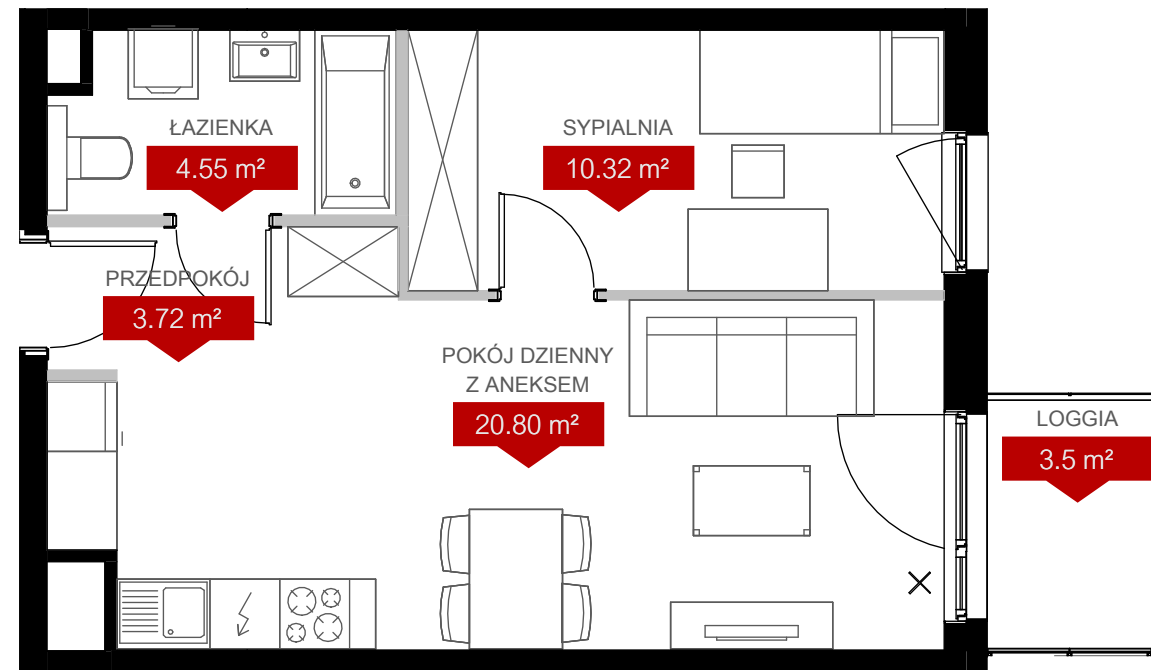 ŁAZIENKA
4.55 m²
SYPIALNIA
10.32 m²
PRZEDPOKÓJ
3.72 m²
POKÓJ DZIENNY
Z ANEKSEM
20.80 m²
LOGGIA
3.5 m²